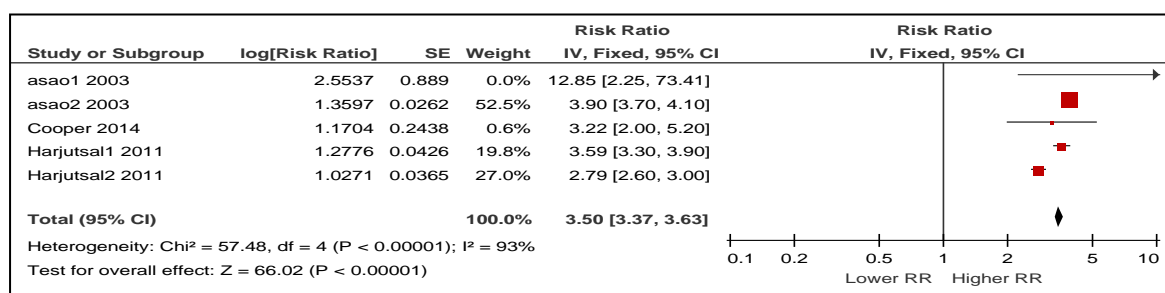 Risk Ratio Risk Ratio
Study or Subgroup log[Risk Ratio] SE Weight IV, Fixed, 95% CI IV, Fixed, 95% CI
asao1 2003 2.5537 0.889 0.0% 12.85 [2.25, 73.41]
asao2 2003 1.3597 0.0262 52.5% 3.90 [3.70, 4.10]
Cooper 2014 1.1704 0.2438 0.6% 3.22 [2.00, 5.20]
Harjutsal1 2011 1.2776 0.0426 19.8% 3.59 [3.30, 3.90]
Harjutsal2 2011 1.0271 0.0365 27.0% 2.79 [2.60, 3.00]
Total (95% CI) 100.0% 3.50 [3.37, 3.63]
Heterogeneity: Chi² = 57.48, df = 4 (P < 0.00001); I² = 93%
Test for overall effect: Z = 66.02 (P < 0.00001)
0.1 0.2 0.5 1 2 5 10
Lower RR Higher RR